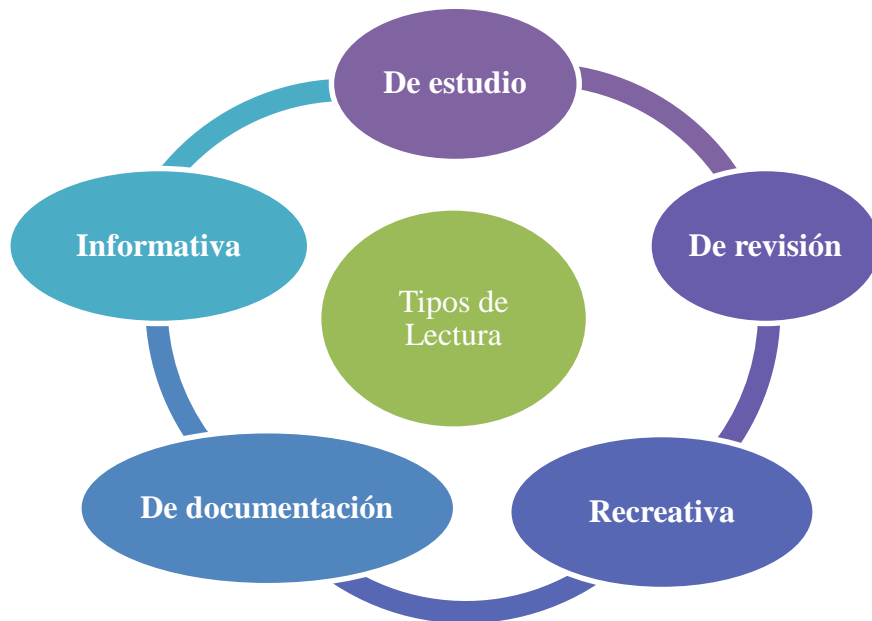 De estudio
De revisión
Recreativa
De documentación
Informativa
Tipos de
Lectura